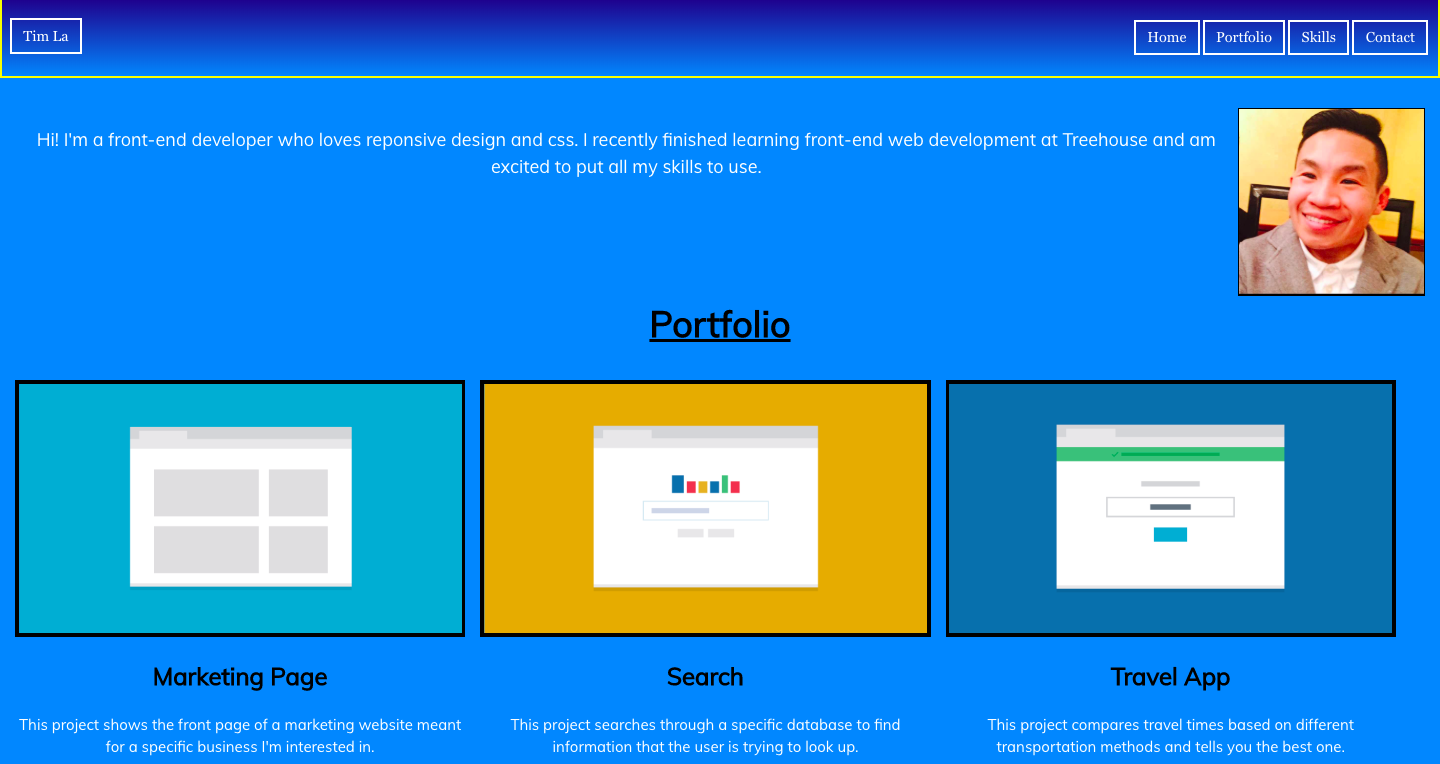 Tim La
Home Portfolio Skills Contact
Hi! I'm a front-end developer who loves reponsive design and css. I recently finished learning front-end web development at Treehouse and am
excited to put all my skills to use.
Portfolio
Marketing Page
This project shows the front page of a marketing website meant
for a specific business I'm interested in.
Search
This project searches through a specific database to find
information that the user is trying to look up.
Travel App
This project compares travel times based on different
transportation methods and tells you the best one.